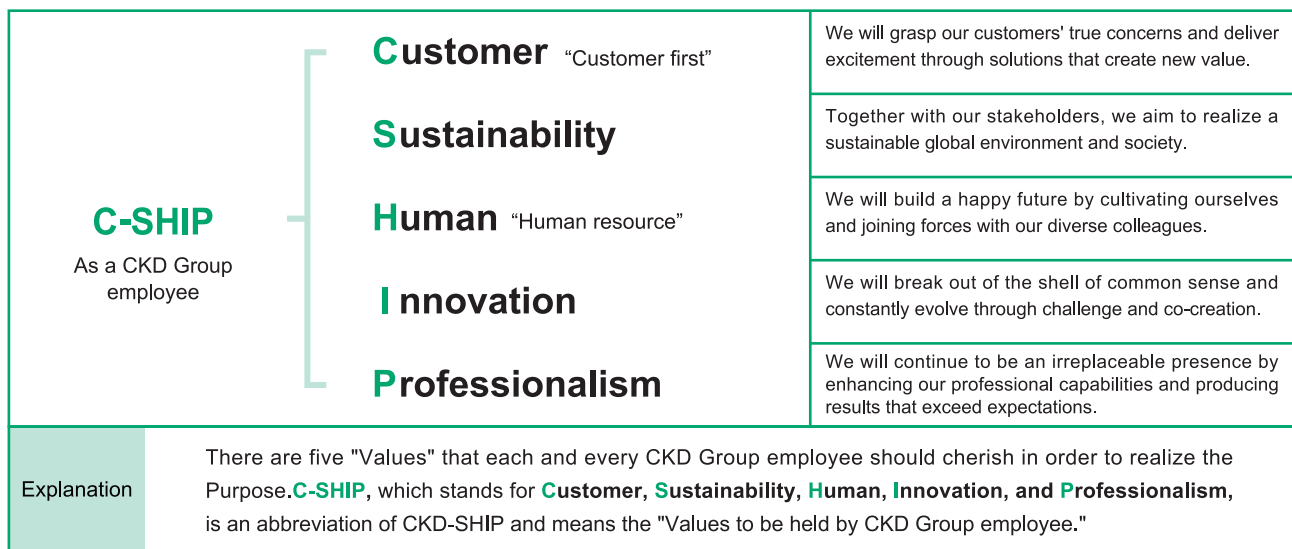 C-SHIP
As a CKD Group
employee
Customer “Customer first”
We will grasp our customers' true concerns and deliver
excitement through solutions that create new value.
Sustainability
Together with our stakeholders, we aim to realize a
sustainable global environment and society.
Human “Human resource”
We will build a happy future by cultivating ourselves
and joining forces with our diverse colleagues.
Innovation
We will break out of the shell of common sense and
constantly evolve through challenge and co-creation.
Professionalism
We will continue to be an irreplaceable presence by
enhancing our professional capabilities and producing
results that exceed expectations.
Explanation
There are five "Values" that each and every CKD Group employee should cherish in order to realize the
Purpose.C-SHIP, which stands for Customer, Sustainability, Human, Innovation, and Professionalism,
is an abbreviation of CKD-SHIP and means the "Values to be held by CKD Group employee."